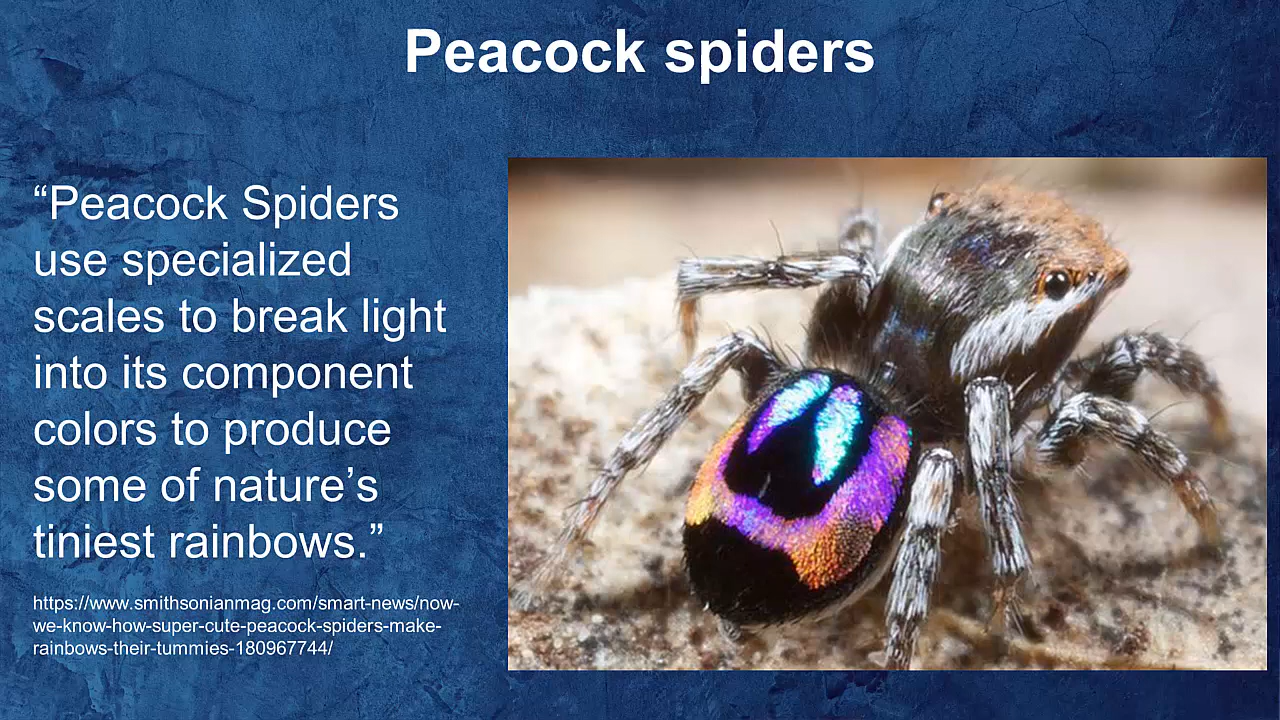 Peacock spiders
“Peacock Spiders
use specialized
scales to break light
into its component
colors to produce
some of nature’s
tiniest rainbows.”
https://www.smithsonianmag.com/smart-news/now-
we-know-how-super-cute-peacock-spiders-make-
rainbows-their-tummies-180967744/